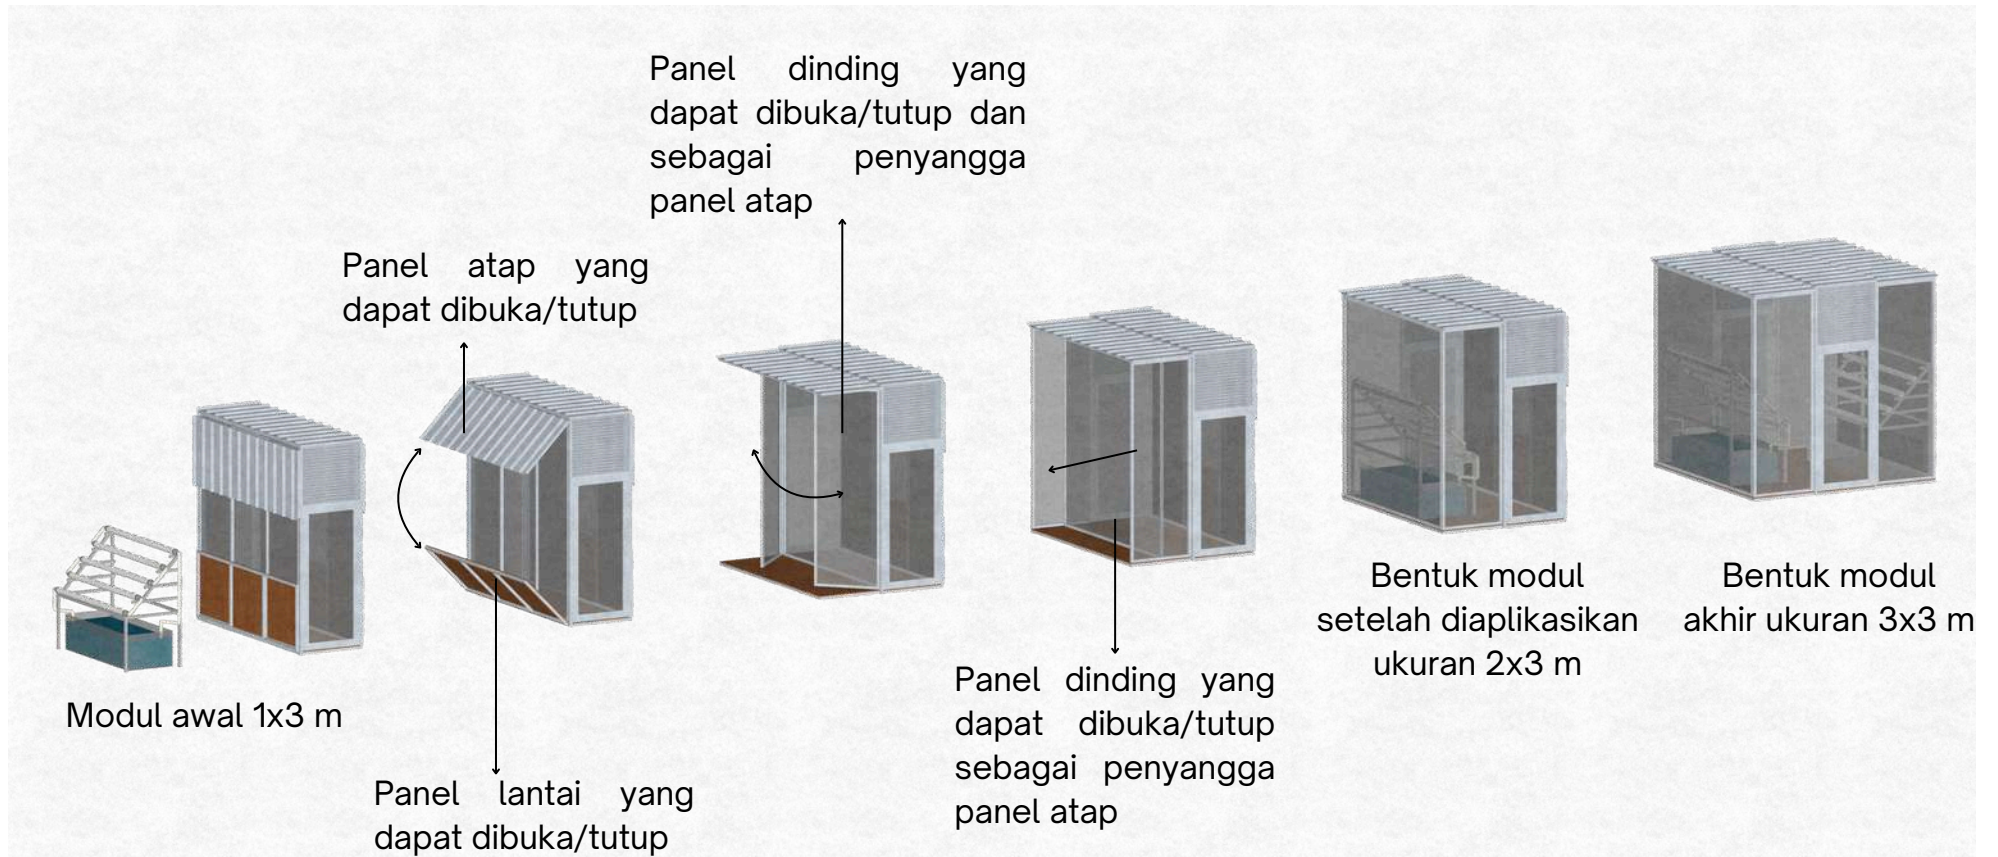 Panel dinding yang
dapat dibuka/tutup dan
sebagai penyangga
panel atap
Panel atap yang
dapat dibuka/tutup
Modul awal 1x3 m
Panel lantai yang
dapat dibuka/tutup
Panel dinding yang
dapat dibuka/tutup
sebagai penyangga
panel atap
Bentuk modul
setelah diaplikasikan
ukuran 2x3 m
Bentuk modul
akhir ukuran 3x3 m